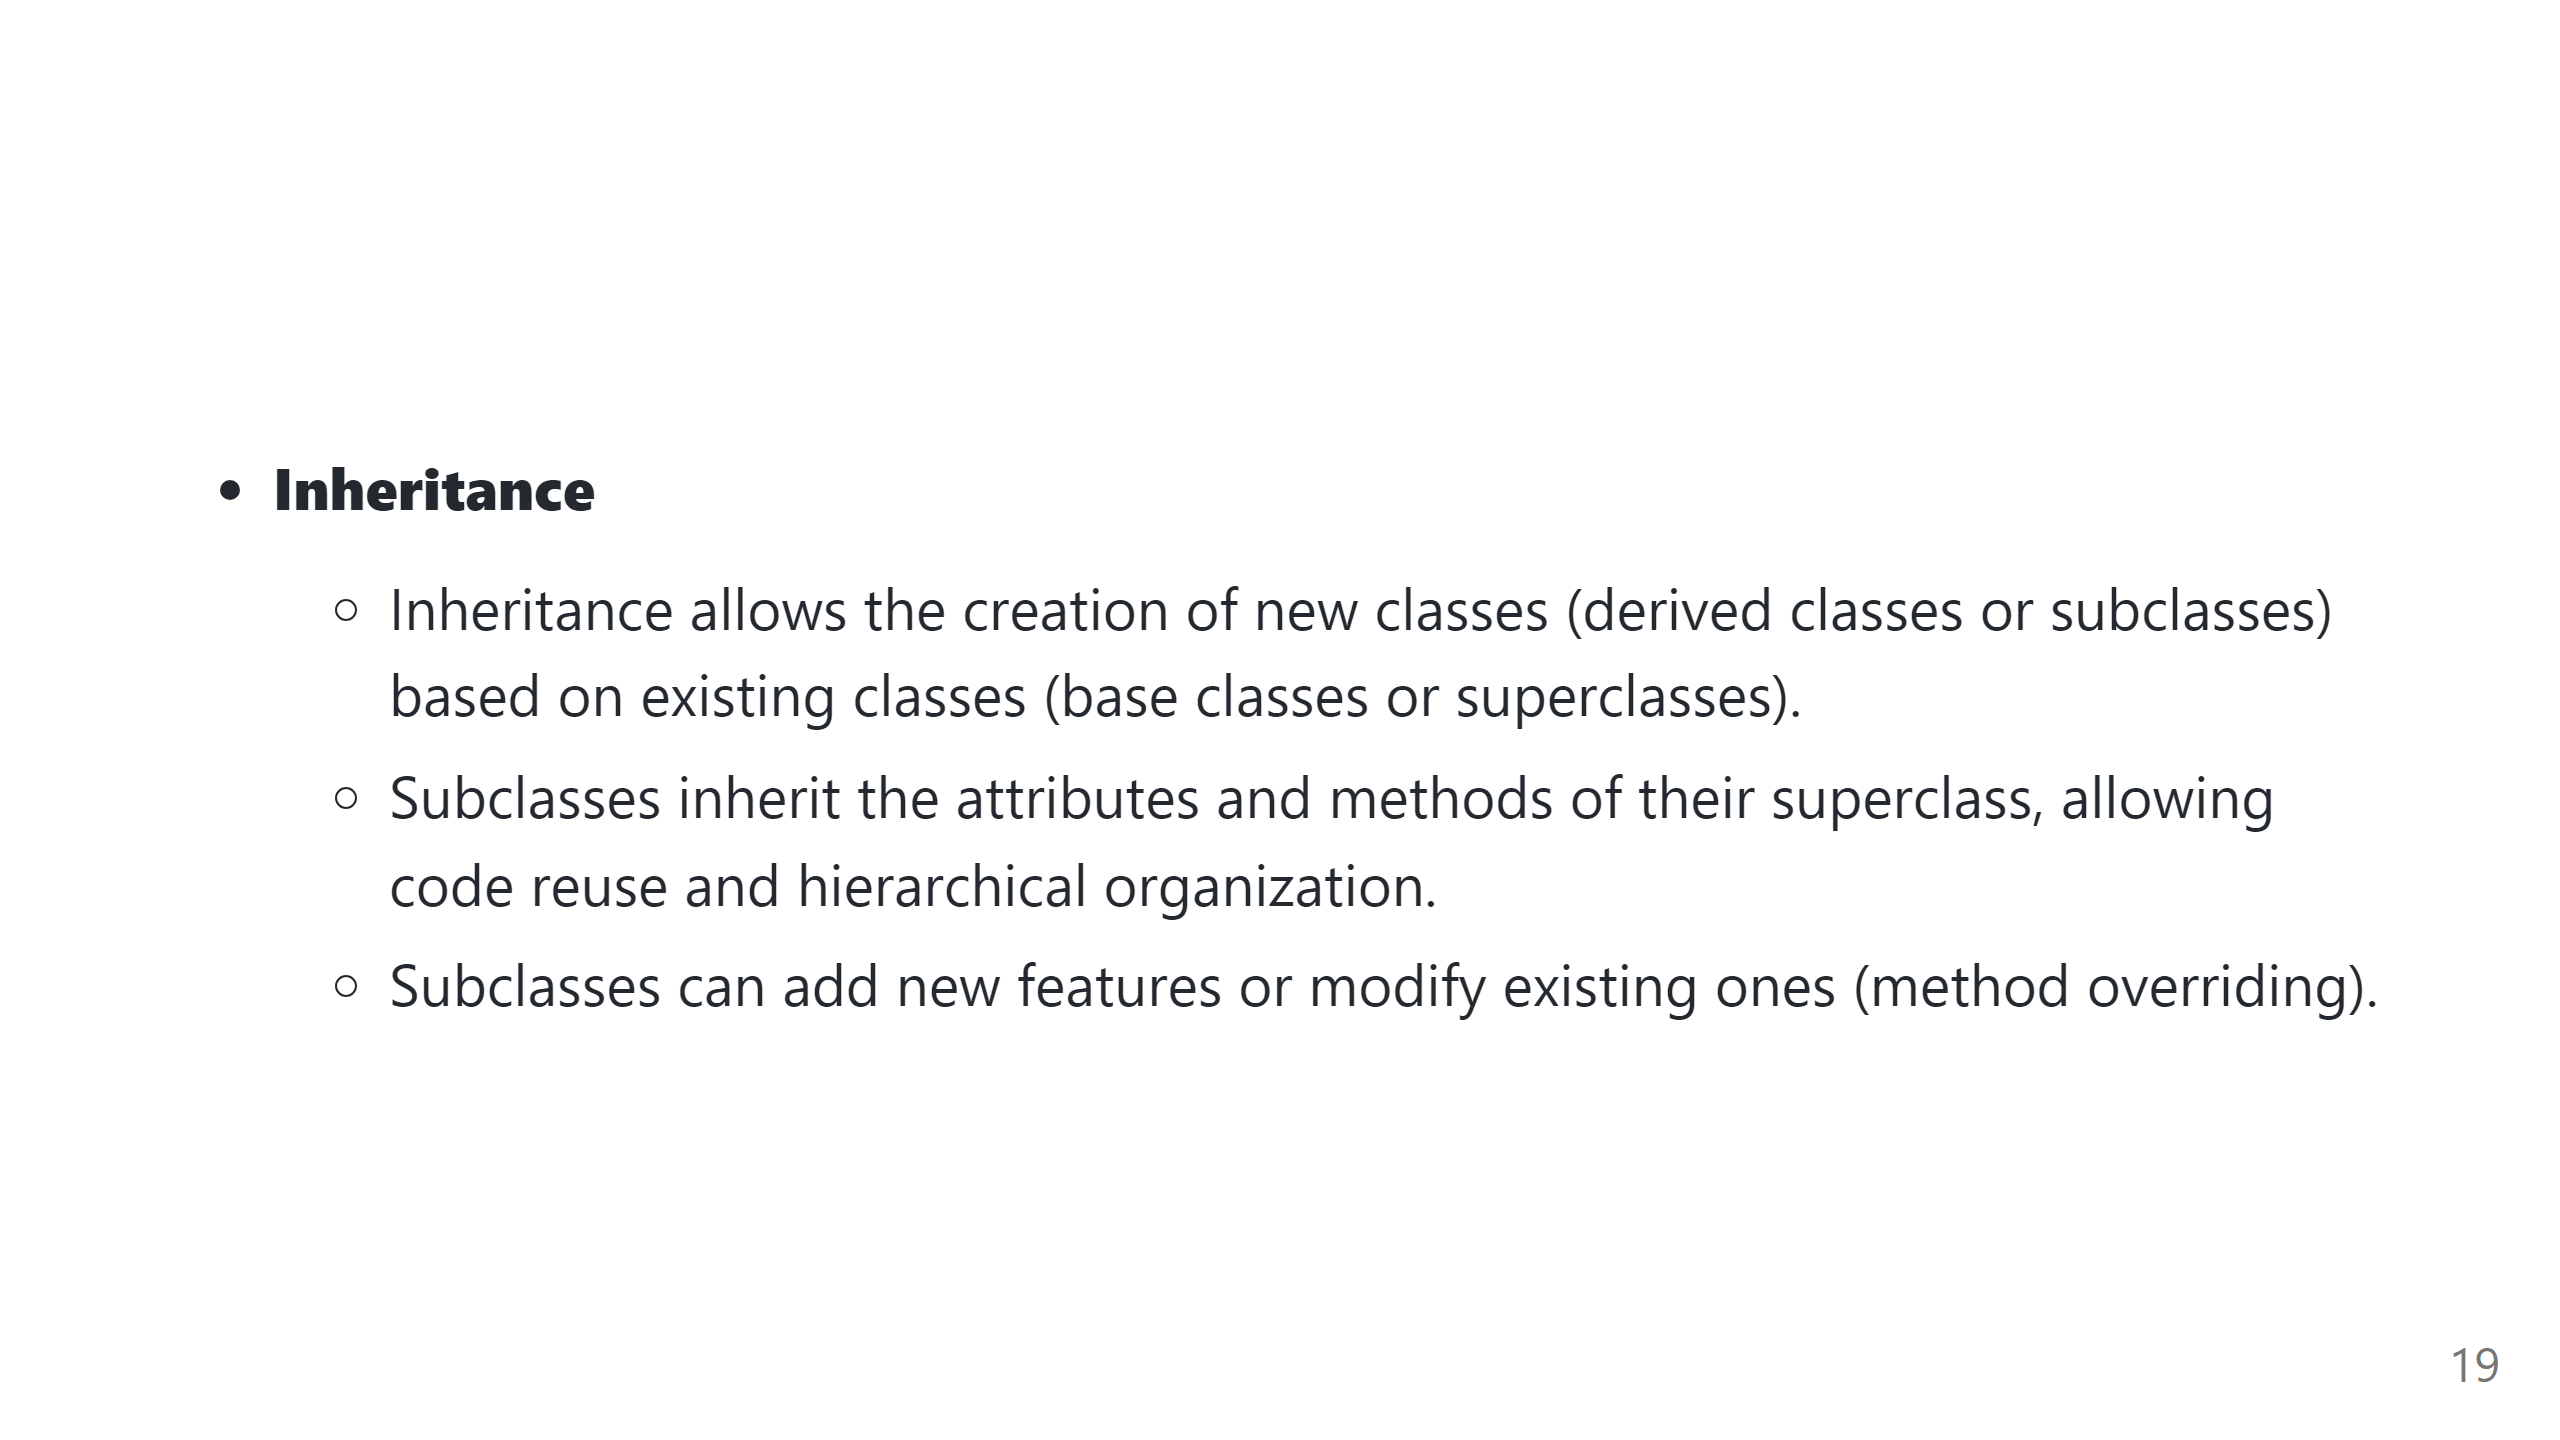 • Inheritance
○ Inheritance allows the creation of new classes (derived classes or subclasses)
based on existing classes (base classes or superclasses).
○ Subclasses inherit the attributes and methods of their superclass, allowing
code reuse and hierarchical organization.
○ Subclasses can add new features or modify existing ones (method overriding).
19